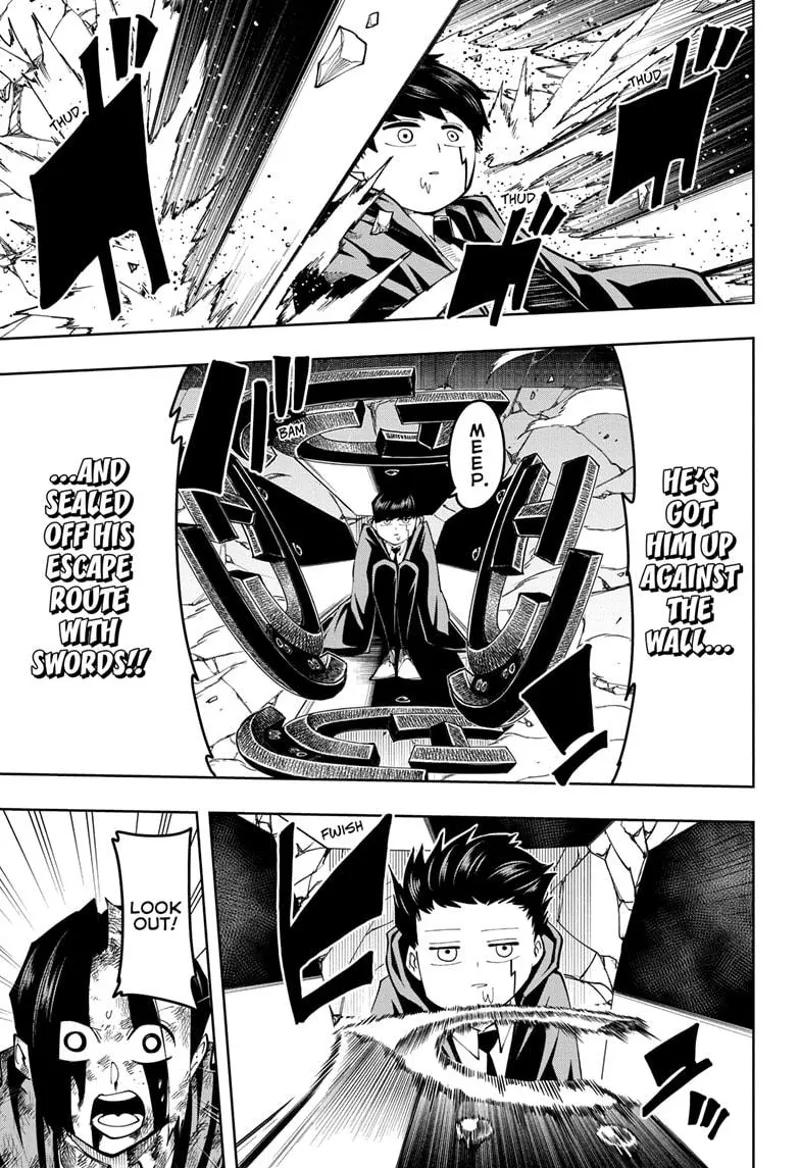 THUD
THUD
THUD
HE'S
GOT
HIM UP
AGAINST
THE
WALL...
MEEP.
BAM
...AND
SEALED
OFF HIS
ESCAPE
ROUTE
WITH
SWORDS!!
FWISH
ヒ
LOOK
OUT!